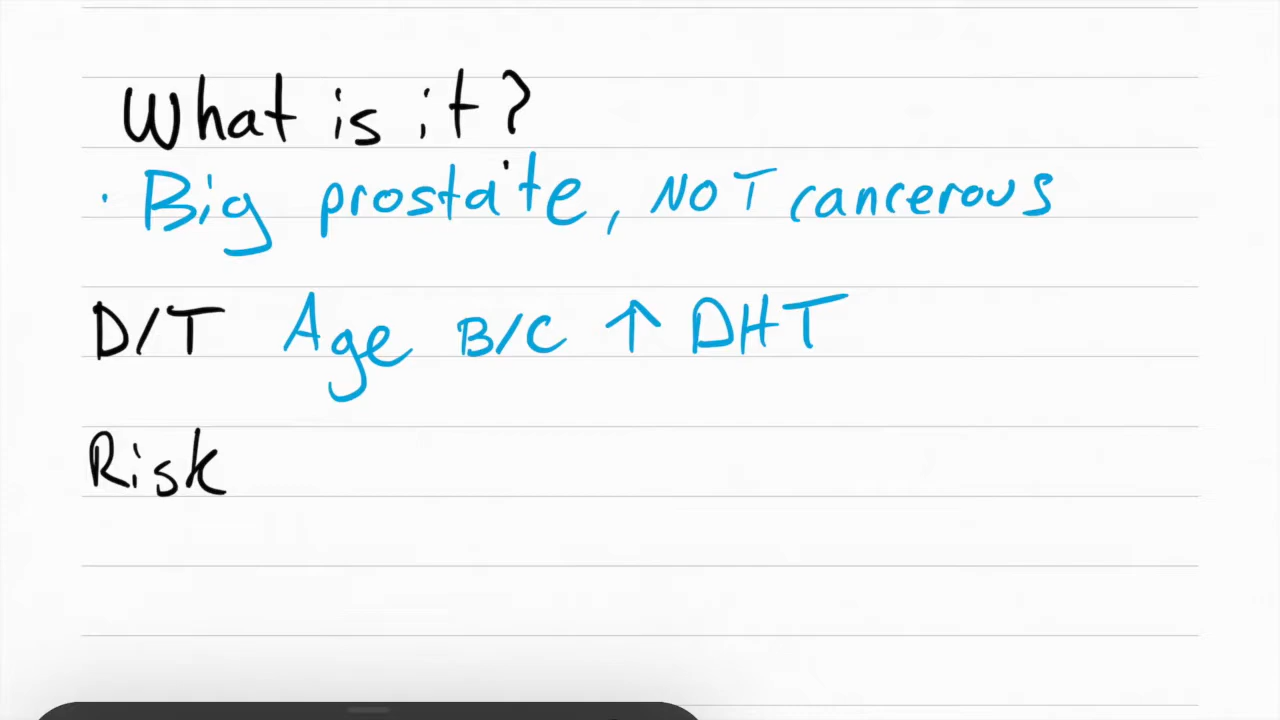 What is it?
· Big prostate, NOT cancerous
D/T Age B/C ↑ DHT
Risk